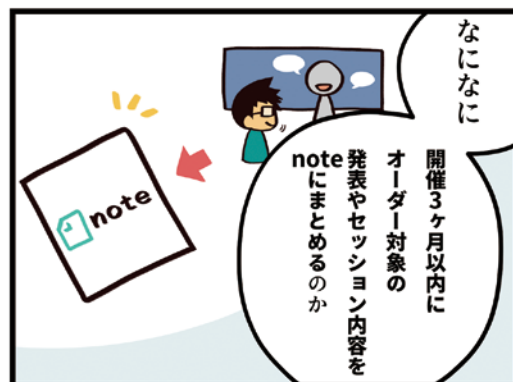 なになに
開催3ヶ月以内に
オーダー対象の
発表やセッション内容を
noteにまとめるのか
note